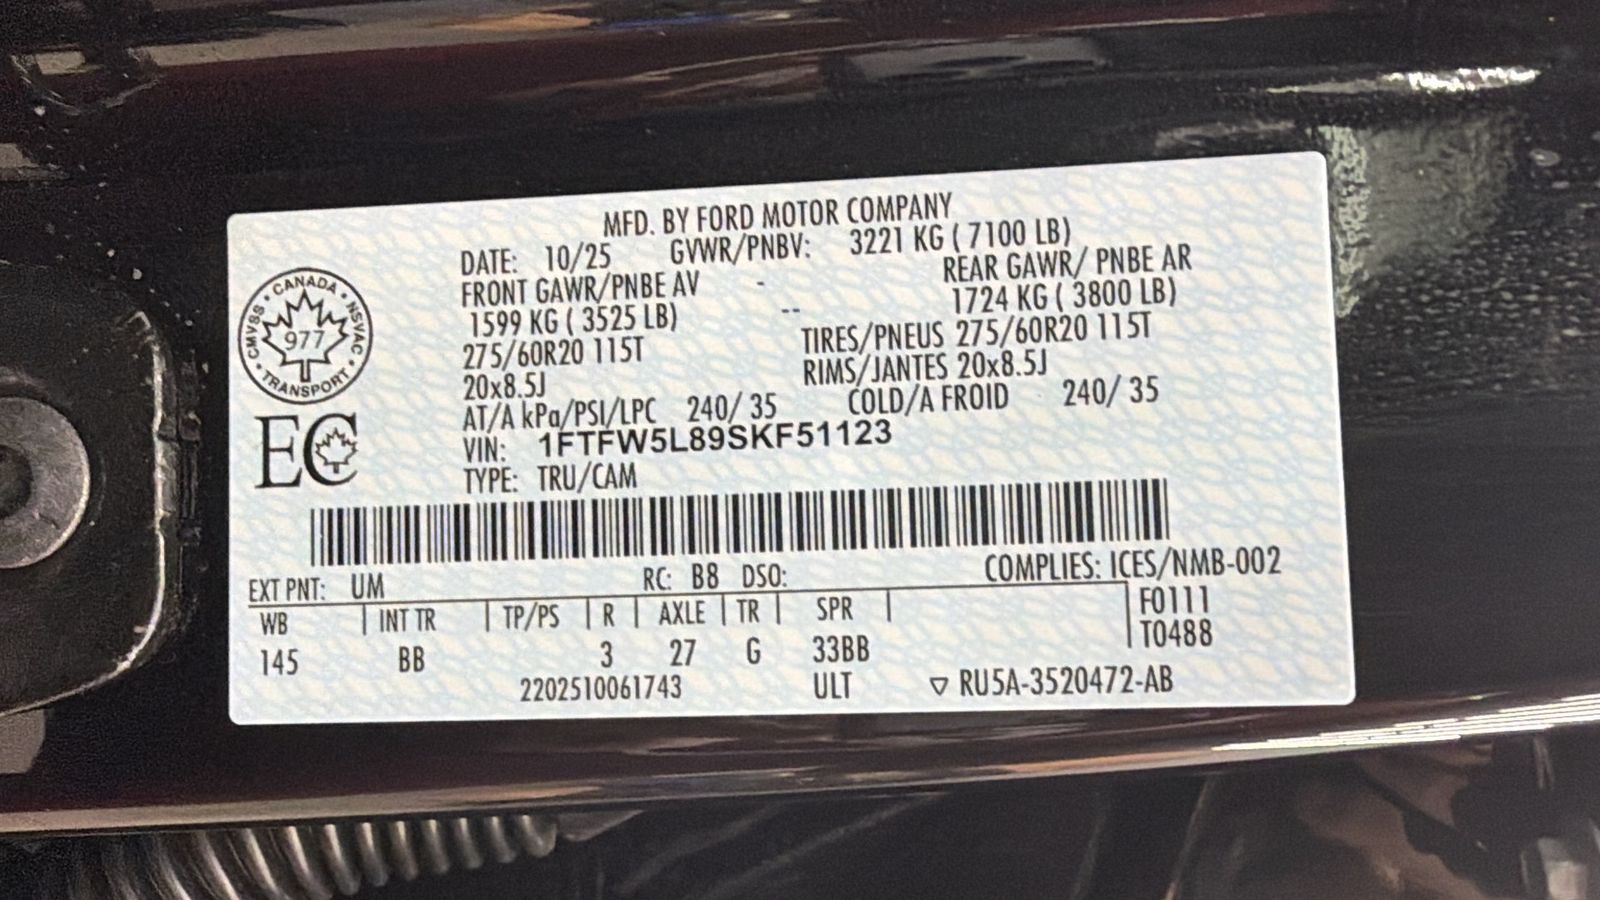 MFD. BY FORD MOTOR COMPANY
DATE: 10/25 GVWR/PNBV: 3221 KG ( 7100 LB)
FRONT GAWR/PNBE AV - REAR GAWR/ PNBE AR
1599 KG ( 3525 LB) -- 1724 KG ( 3800 LB)
275/60R20 115T TIRES/PNEUS 275/60R20 115T
20x8.5J RIMS/JANTES 20x8.5J
AT/A kPa/PSI/LPC 240/ 35 COLD/A FROID 240/ 35
VIN: 1FTFW5L89SKF51123
TYPE: TRU/CAM
CANADA
CMVSS 977 NSVAC
TRANSPORT
EC
EXT PNT: UM RC: B8 DSO: COMPLIES: ICES/NMB-002
WB | INT TR | TP/PS | R | AXLE | TR | SPR | F0111
T0488
145 BB 3 27 G 33BB
2202510061743 ULT ▽ RU5A-3520472-AB